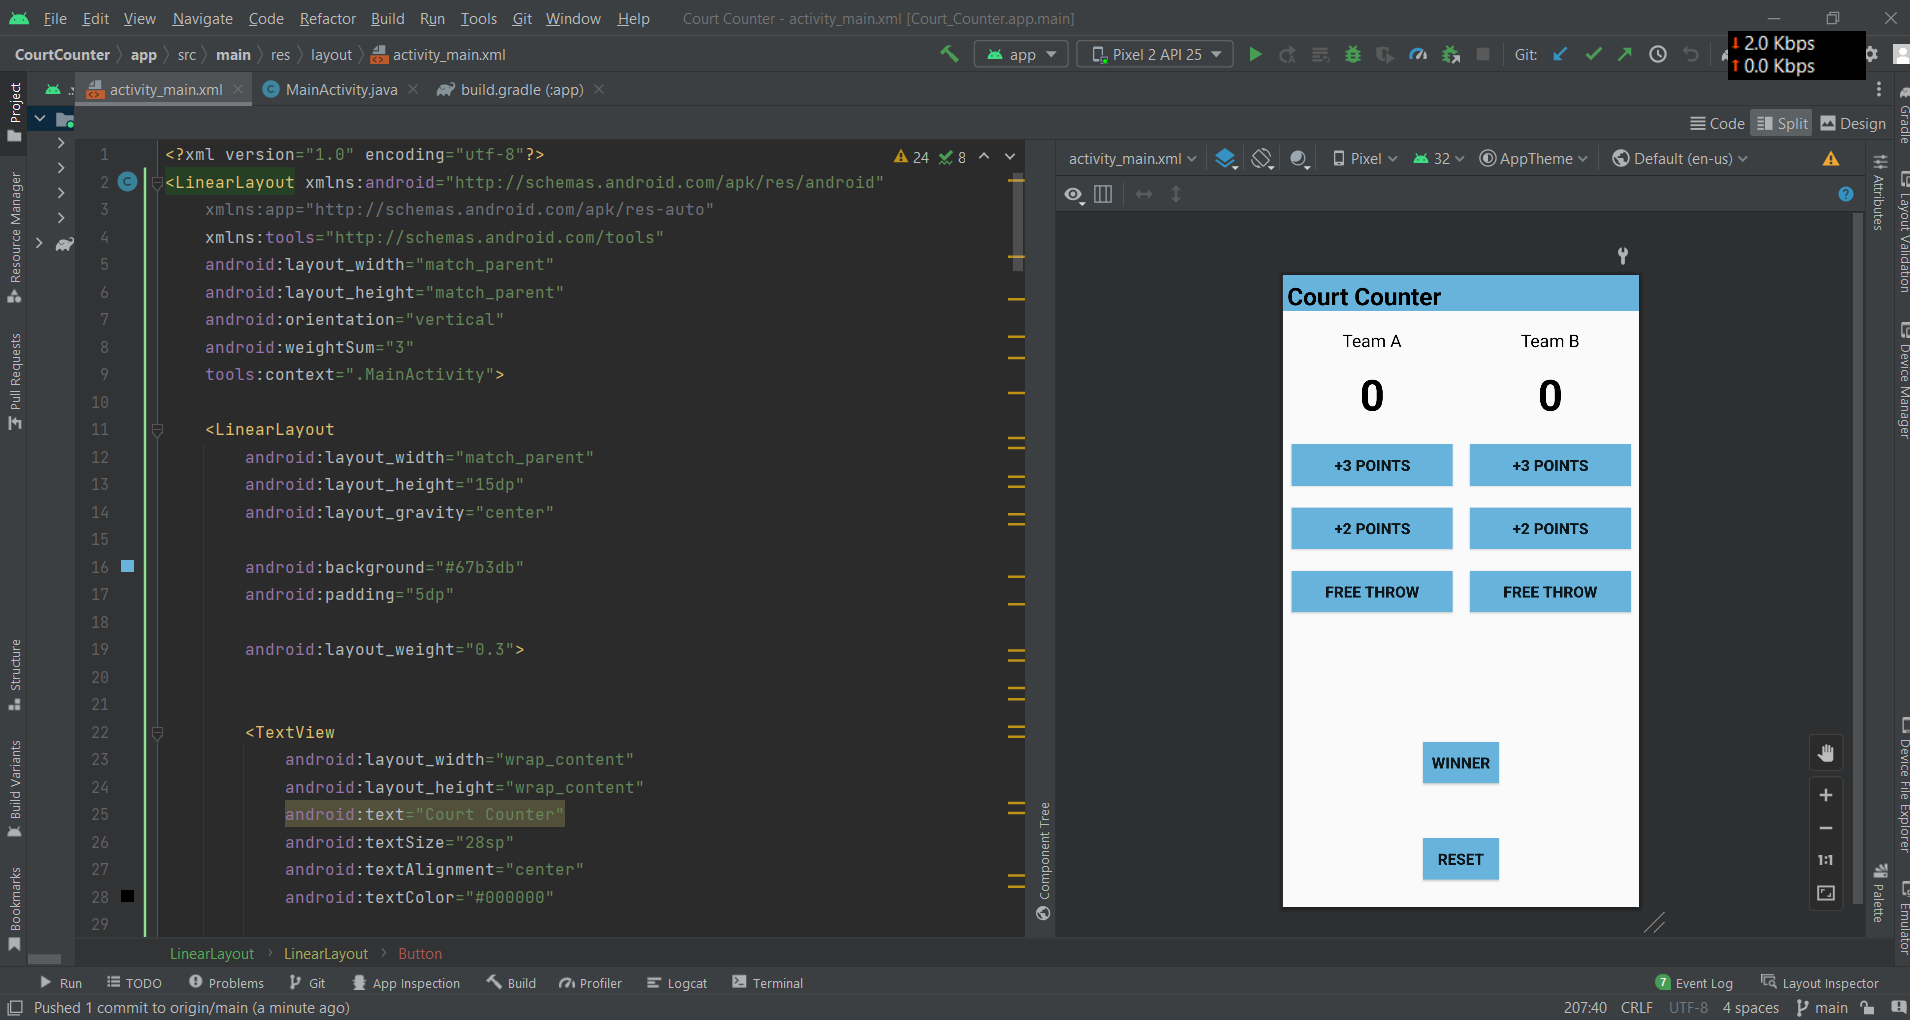 File Edit View Navigate Code Refactor Build Run Tools Git Window Help Court Counter - activity_main.xml [Court_Counter.app.main]
CourtCounter app src main res layout activity_main.xml app Pixel 2 API 25 Git:
2.0 Kbps
0.0 Kbps
activity_main.xml MainActivity.java build.gradle (:app)
Code Split Design
Project
Resource Manager
Pull Requests
Structure
Build Variants
Bookmarks
24 8
1 <?xml version="1.0" encoding="utf-8"?>
2 <LinearLayout xmlns:android="http://schemas.android.com/apk/res/android"
3 xmlns:app="http://schemas.android.com/apk/res-auto"
4 xmlns:tools="http://schemas.android.com/tools"
5 android:layout_width="match_parent"
6 android:layout_height="match_parent"
7 android:orientation="vertical"
8 android:weightSum="3"
9 tools:context=".MainActivity">
10
11 <LinearLayout
12 android:layout_width="match_parent"
13 android:layout_height="15dp"
14 android:layout_gravity="center"
15
16 android:background="#67b3db"
17 android:padding="5dp"
18
19 android:layout_weight="0.3">
20
21
22 <TextView
23 android:layout_width="wrap_content"
24 android:layout_height="wrap_content"
25 android:text="Court Counter"
26 android:textSize="28sp"
27 android:textAlignment="center"
28 android:textColor="#000000"
29
LinearLayout LinearLayout Button
Component Tree
activity_main.xml Pixel 32 AppTheme Default (en-us)
Court Counter
Team A Team B
0 0
+3 POINTS +3 POINTS
+2 POINTS +2 POINTS
FREE THROW FREE THROW
WINNER
RESET
1:1
Attributes
Palette
Gradle
Layout Validation
Device Manager
Device File Explorer
Emulator
Run TODO Problems Git App Inspection Build Profiler Logcat Terminal 7 Event Log Layout Inspector
Pushed 1 commit to origin/main (a minute ago) 207:40 CRLF UTF-8 4 spaces main